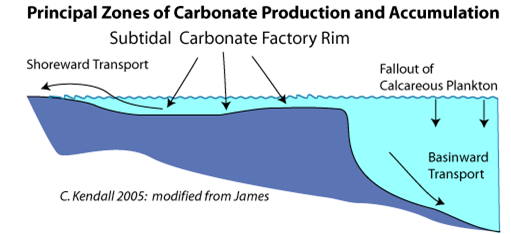 Principal Zones of Carbonate Production and Accumulation
Subtidal Carbonate Factory Rim
Shoreward Transport
Fallout of
Calcareous Plankton
Basinward
Transport
C. Kendall 2005: modified from James